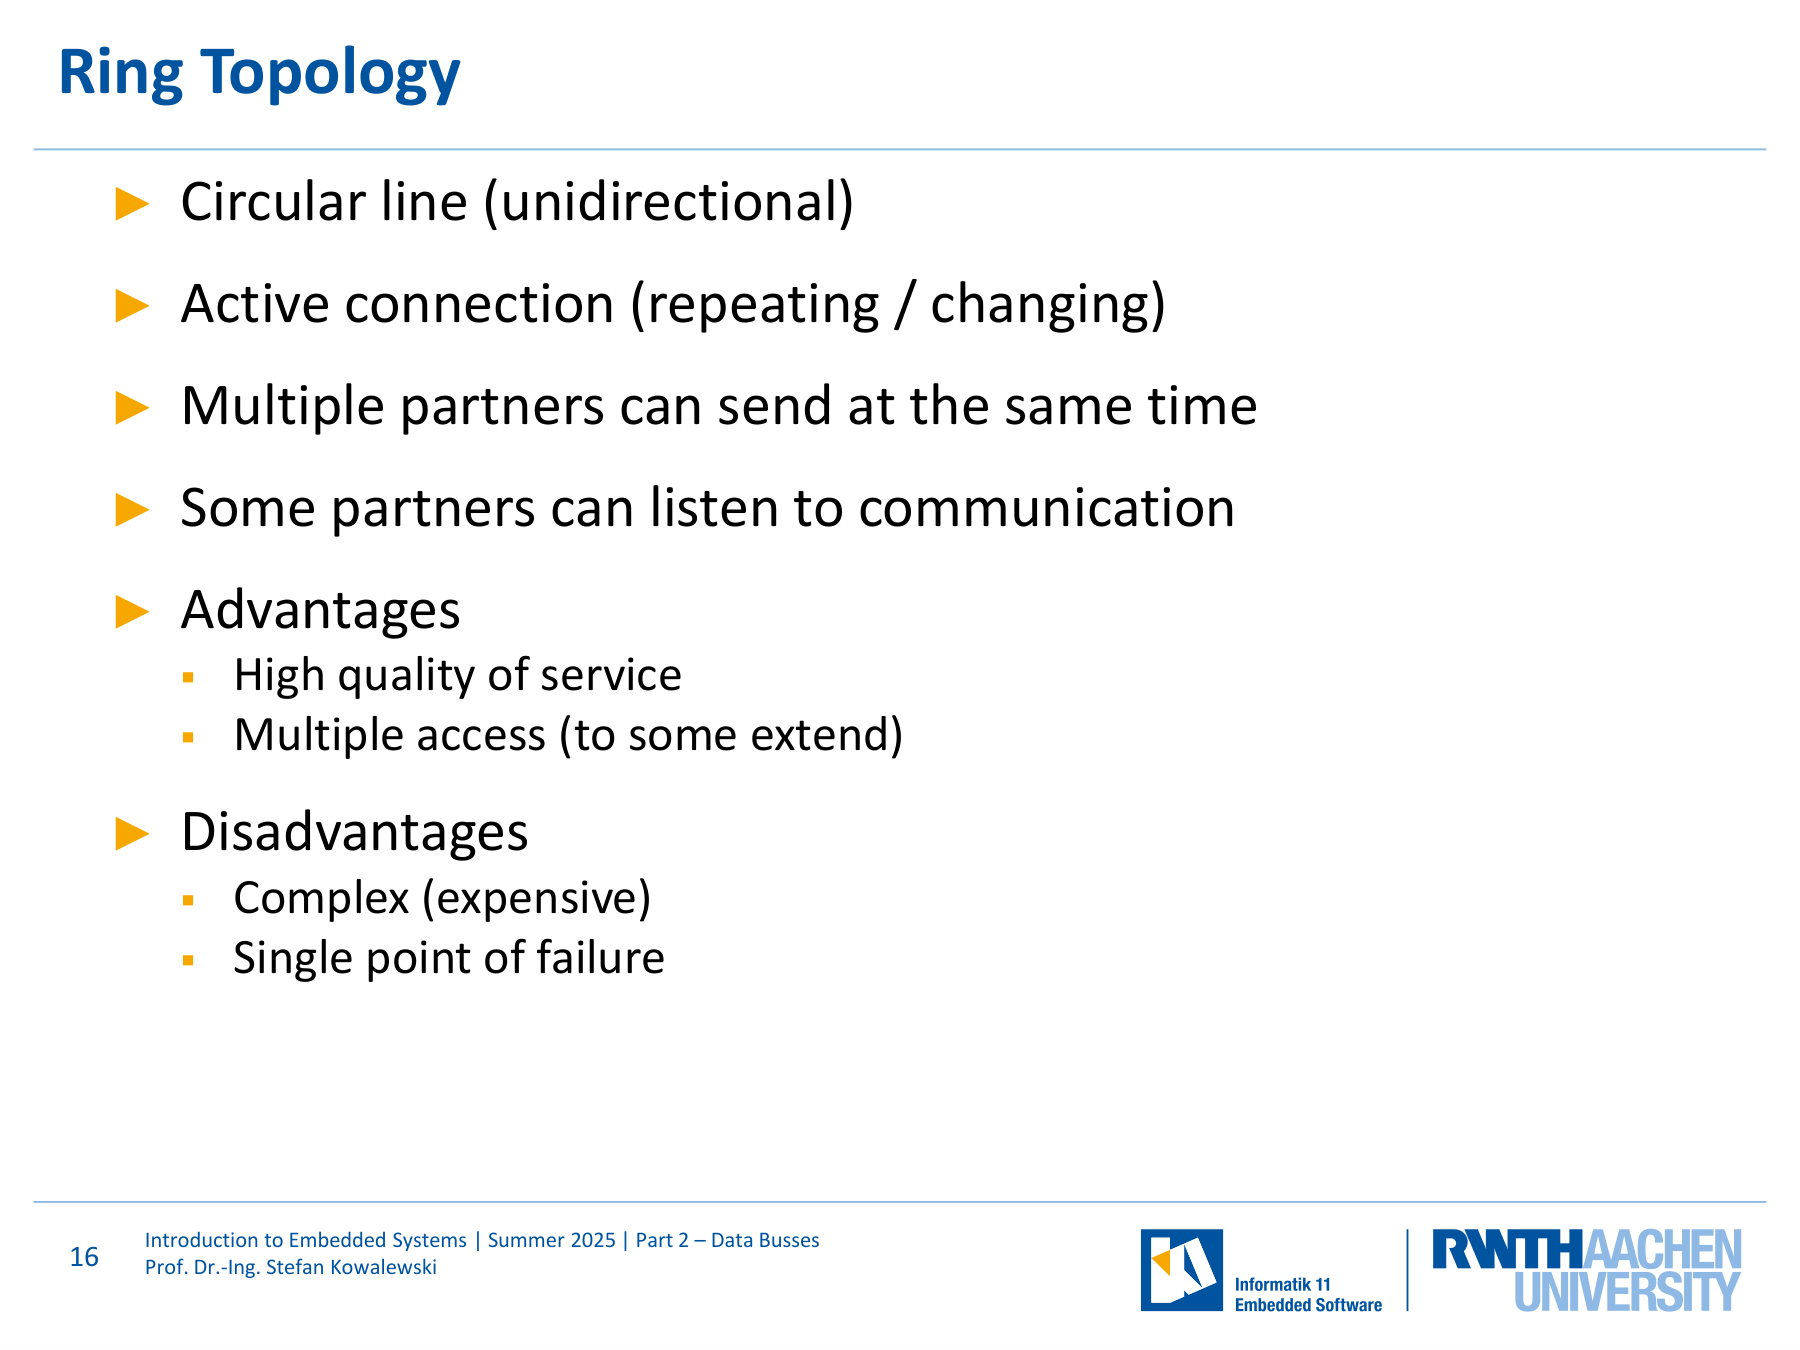 Ring Topology
► Circular line (unidirectional)
► Active connection (repeating / changing)
► Multiple partners can send at the same time
► Some partners can listen to communication
► Advantages
▪ High quality of service
▪ Multiple access (to some extend)
► Disadvantages
▪ Complex (expensive)
▪ Single point of failure
16
Introduction to Embedded Systems | Summer 2025 | Part 2 – Data Busses
Prof. Dr.-Ing. Stefan Kowalewski
Informatik 11
Embedded Software
RWTHAACHEN
UNIVERSITY